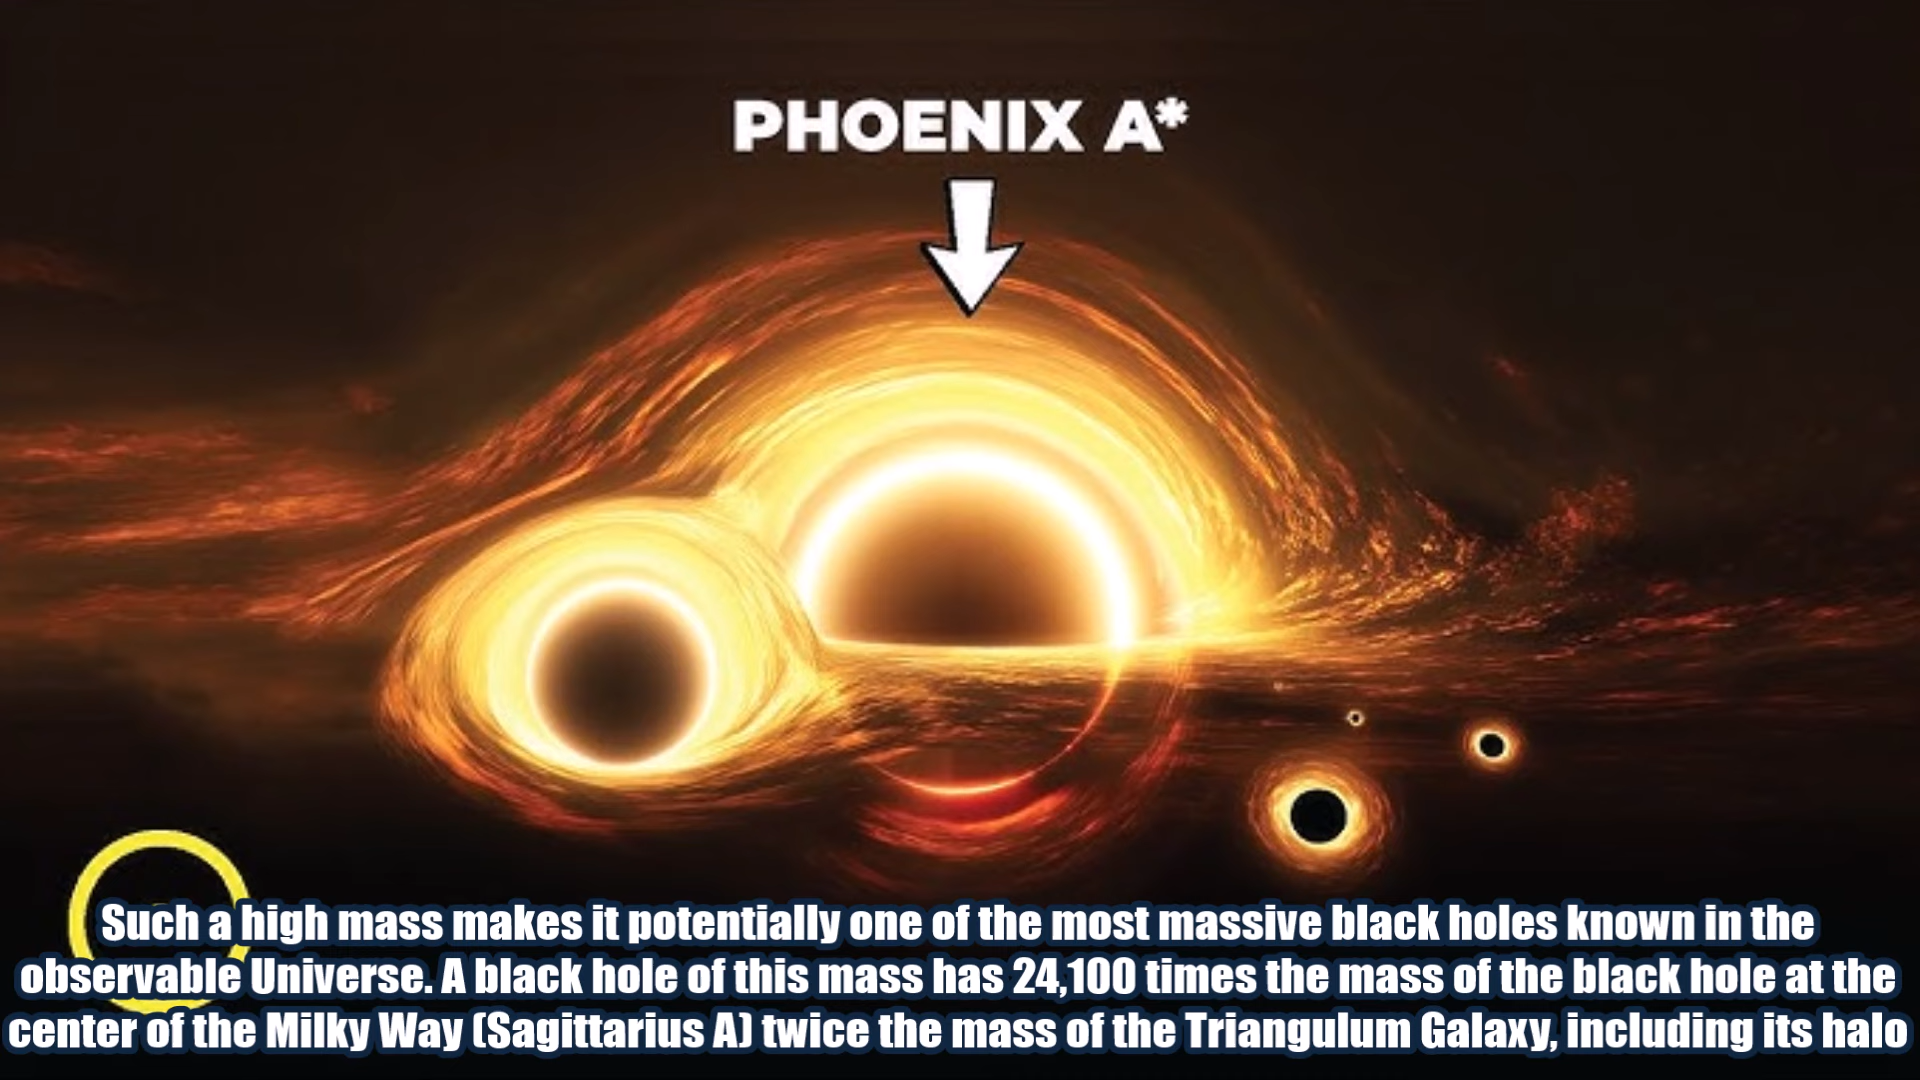 PHOENIX A*
Such a high mass makes it potentially one of the most massive black holes known in the
observable Universe. A black hole of this mass has 24,100 times the mass of the black hole at the
center of the Milky Way (Sagittarius A) twice the mass of the Triangulum Galaxy, including its halo